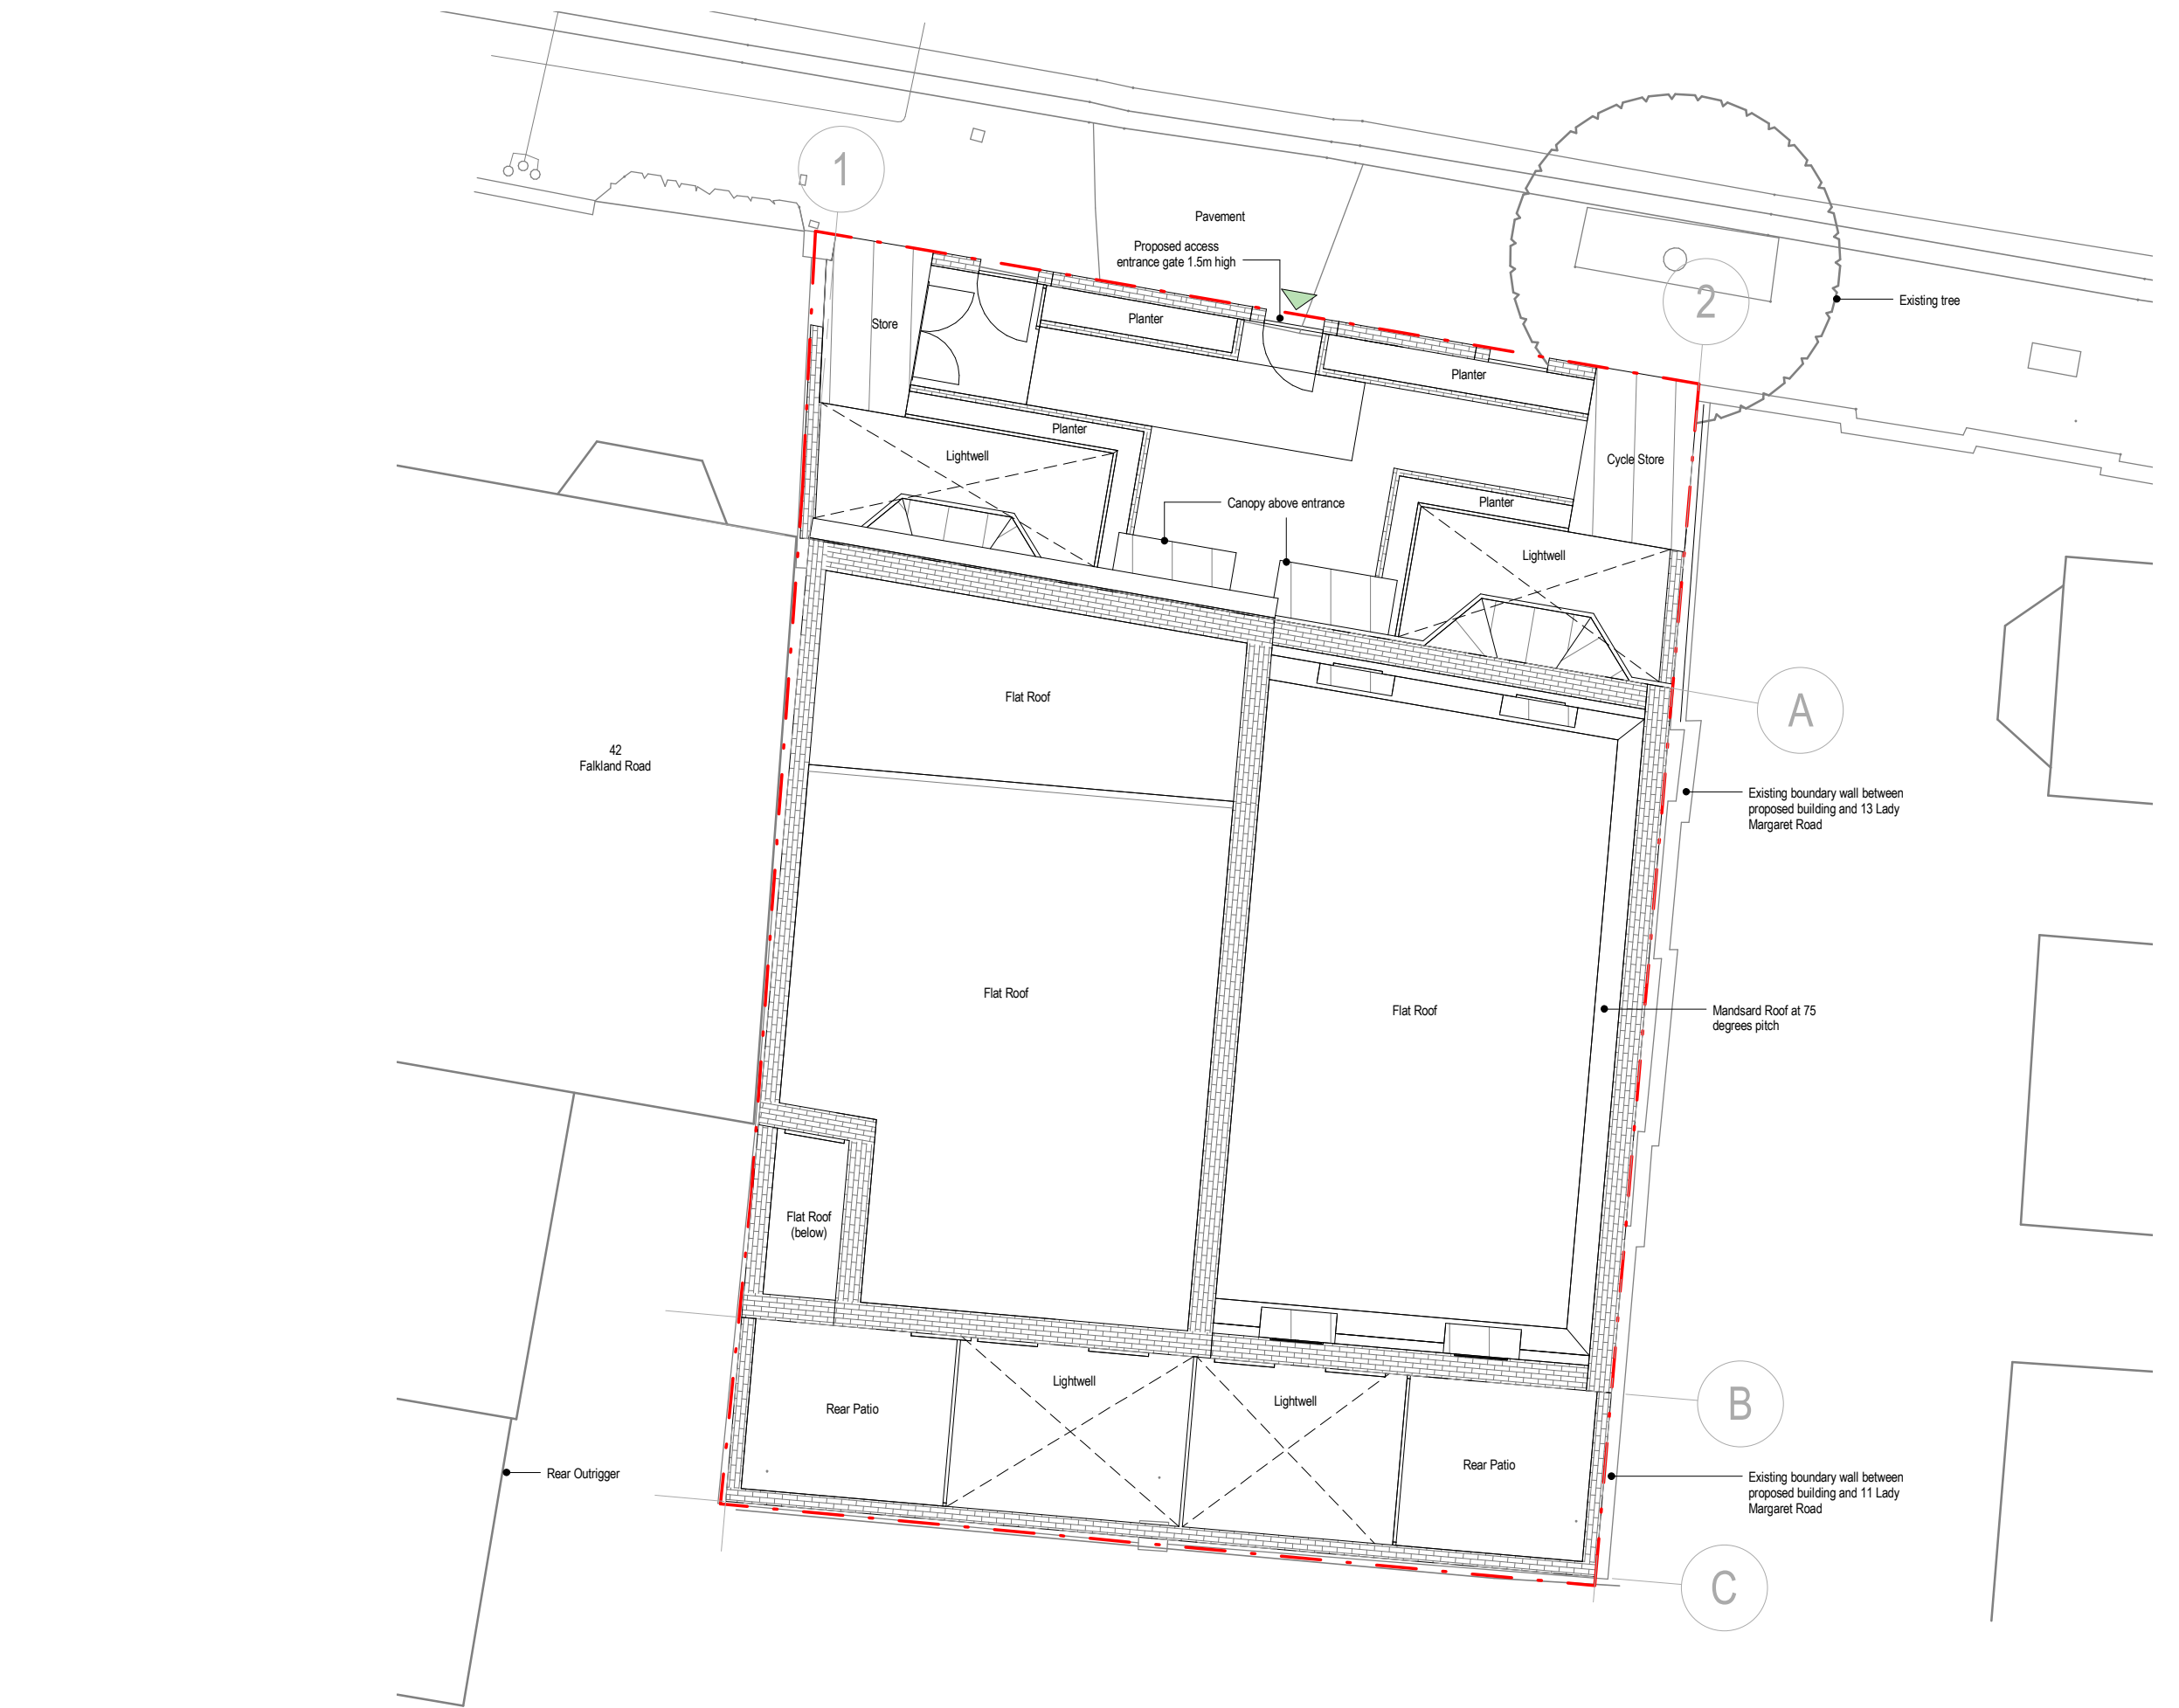 1
Pavement
Proposed access
entrance gate 1.5m high
2
Existing tree
Store
Planter
Planter
Planter
Lightwell
Cycle Store
Canopy above entrance
Planter
Lightwell
Flat Roof
A
42
Falkland Road
Existing boundary wall between
proposed building and 13 Lady
Margaret Road
Flat Roof
Flat Roof
Mandsard Roof at 75
degrees pitch
Flat Roof
(below)
Lightwell
Lightwell
Rear Patio
B
Rear Patio
Rear Outrigger
Existing boundary wall between
proposed building and 11 Lady
Margaret Road
C